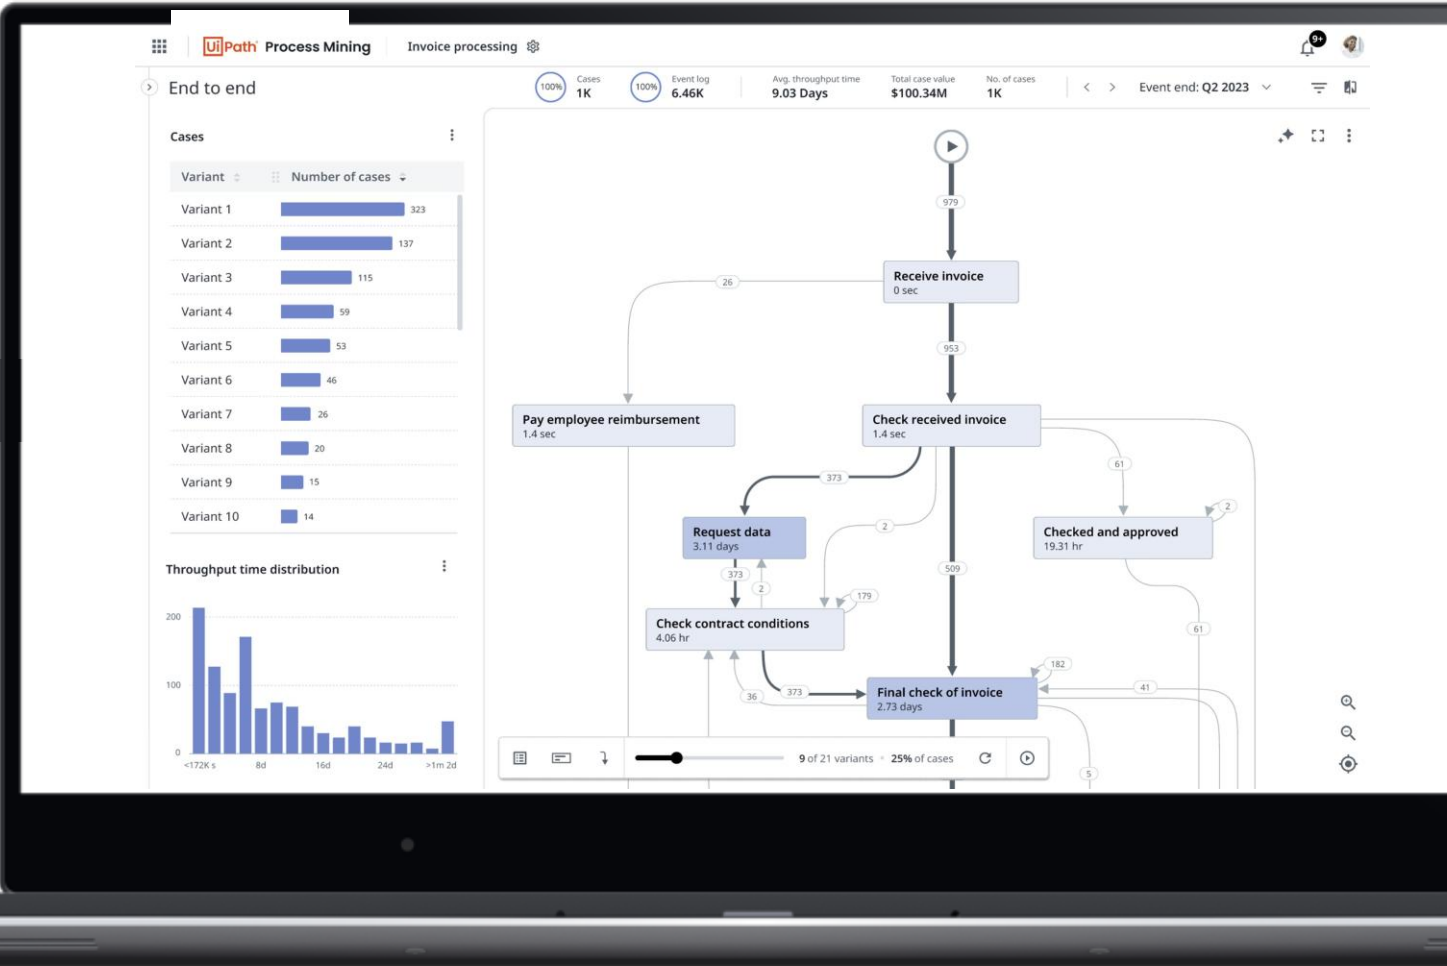 UiPath Process Mining
Invoice processing
9+
End to end
100%
Cases
1K
100%
Event log
6.46K
Avg. throughput time
9.03 Days
Total case value
$100.34M
No. of cases
1K
Event end: Q2 2023
Cases
Variant
Number of cases
Variant 1 323
Variant 2 137
Variant 3 115
Variant 4 59
Variant 5 53
Variant 6 46
Variant 7 26
Variant 8 20
Variant 9 15
Variant 10 14
Throughput time distribution
200
100
0
<172K s 8d 16d 24d >1m 2d
979
Receive invoice
0 sec
26
953
Pay employee reimbursement
1.4 sec
Check received invoice
1.4 sec
373
61
2
Request data
3.11 days
2
Checked and approved
19.31 hr
373
2
509
179
Check contract conditions
4.06 hr
61
182
36
373
Final check of invoice
2.73 days
41
9 of 21 variants • 25% of cases
5